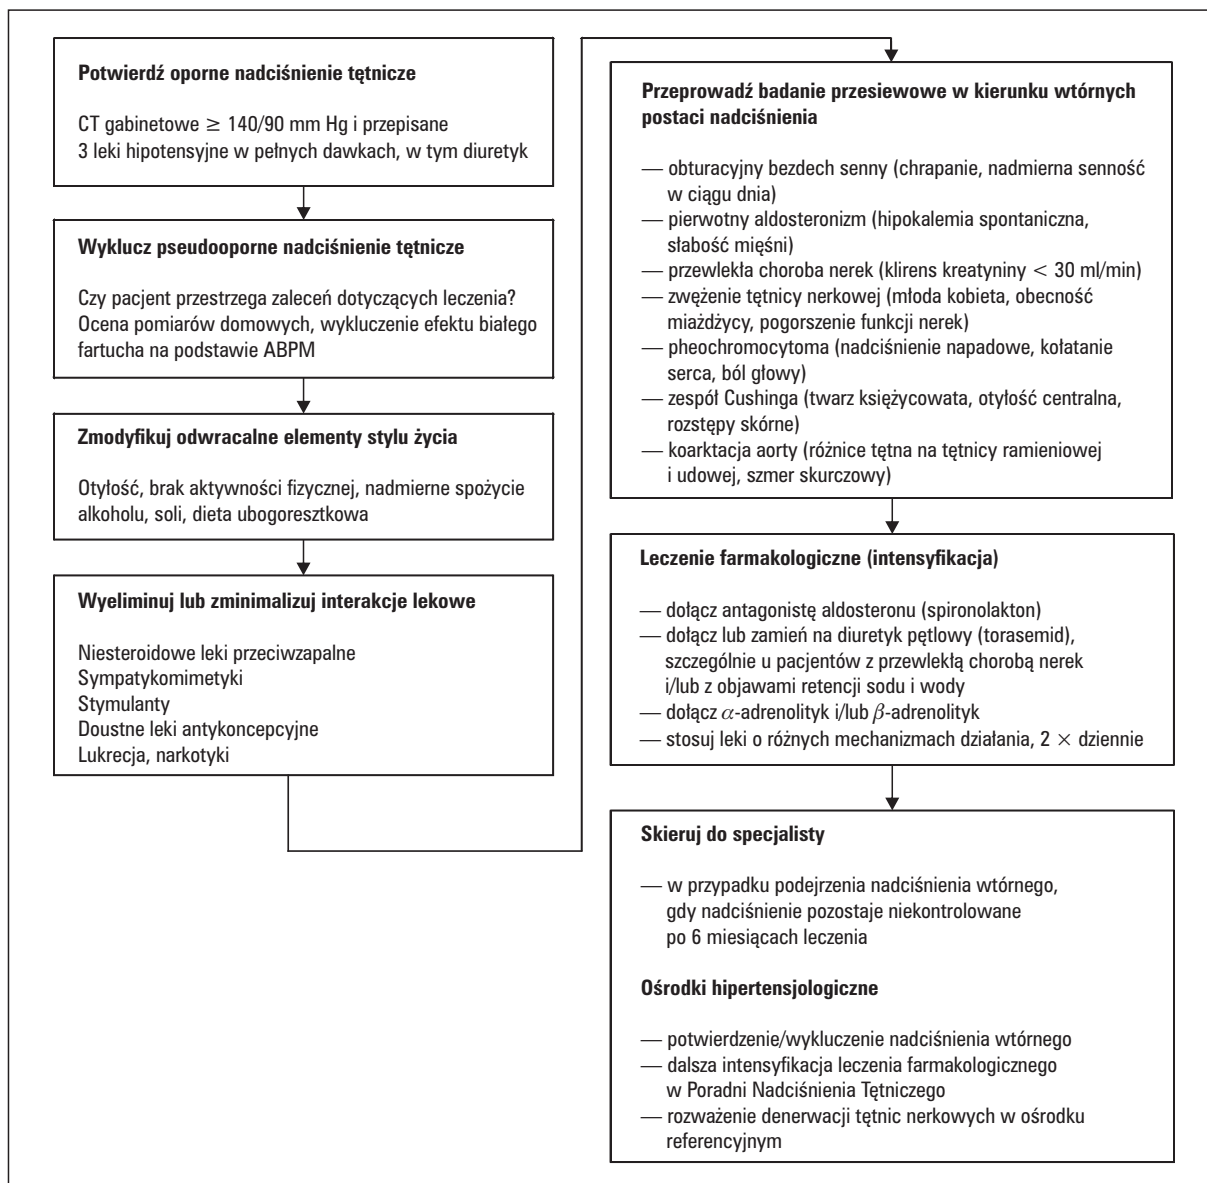 Potwierdź oporne nadciśnienie tętnicze
CT gabinetowe ≥ 140/90 mm Hg i przepisane
3 leki hipotensyjne w pełnych dawkach, w tym diuretyk
Wyklucz pseudooporne nadciśnienie tętnicze
Czy pacjent przestrzega zaleceń dotyczących leczenia?
Ocena pomiarów domowych, wykluczenie efektu białego
fartucha na podstawie ABPM
Zmodyfikuj odwracalne elementy stylu życia
Otyłość, brak aktywności fizycznej, nadmierne spożycie
alkoholu, soli, dieta ubogoresztkowa
Wyeliminuj lub zminimalizuj interakcje lekowe
Niesteroidowe leki przeciwzapalne
Sympatykomimetyki
Stymulanty
Doustne leki antykoncepcyjne
Lukrecja, narkotyki
Przeprowadź badanie przesiewowe w kierunku wtórnych
postaci nadciśnienia
— obturacyjny bezdech senny (chrapanie, nadmierna senność
w ciągu dnia)
— pierwotny aldosteronizm (hipokalemia spontaniczna,
słabość mięśni)
— przewlekła choroba nerek (klirens kreatyniny < 30 ml/min)
— zwężenie tętnicy nerkowej (młoda kobieta, obecność
miażdżycy, pogorszenie funkcji nerek)
— pheochromocytoma (nadciśnienie napadowe, kołatanie
serca, ból głowy)
— zespół Cushinga (twarz księżycowata, otyłość centralna,
rozstępy skórne)
— koarktacja aorty (różnice tętna na tętnicy ramieniowej
i udowej, szmer skurczowy)
Leczenie farmakologiczne (intensyfikacja)
— dołącz antagonistę aldosteronu (spironolakton)
— dołącz lub zamień na diuretyk pętlowy (torasemid),
szczególnie u pacjentów z przewlekłą chorobą nerek
i/lub z objawami retencji sodu i wody
— dołącz α-adrenolityk i/lub β-adrenolityk
— stosuj leki o różnych mechanizmach działania, 2 × dziennie
Skieruj do specjalisty
— w przypadku podejrzenia nadciśnienia wtórnego,
gdy nadciśnienie pozostaje niekontrolowane
po 6 miesiącach leczenia
Ośrodki hipertensjologiczne
— potwierdzenie/wykluczenie nadciśnienia wtórnego
— dalsza intensyfikacja leczenia farmakologicznego
w Poradni Nadciśnienia Tętniczego
— rozważenie denerwacji tętnic nerkowych w ośrodku
referencyjnym